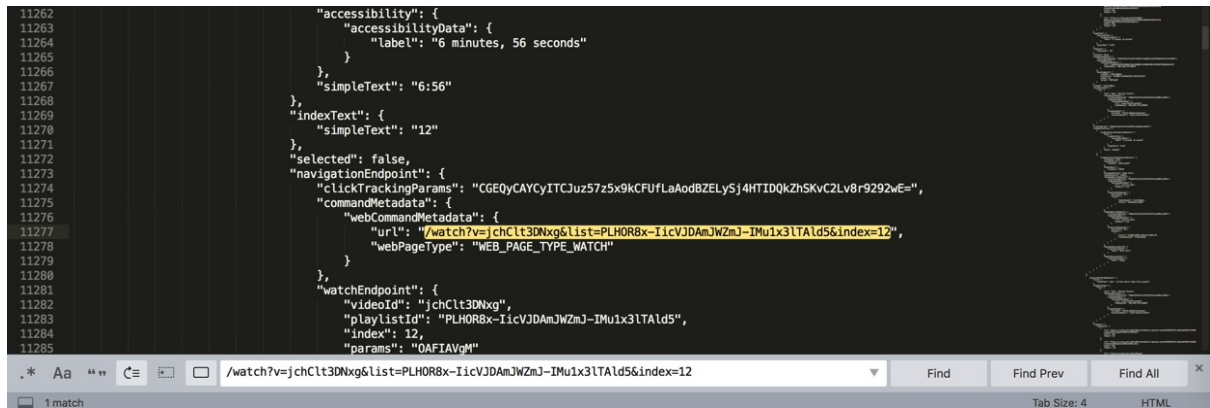 11262 "accessibility": {
11263 "accessibilityData": {
11264 "label": "6 minutes, 56 seconds"
11265 }
11266 },
11267 "simpleText": "6:56"
11268 },
11269 "indexText": {
11270 "simpleText": "12"
11271 },
11272 "selected": false,
11273 "navigationEndpoint": {
11274 "clickTrackingParams": "CGEQyCAYCyITCJuz57z5x9kCFUfLaAodBZELySj4HTIDQkZhSKvC2Lv8r9292wE=",
11275 "commandMetadata": {
11276 "webCommandMetadata": {
11277 "url": "/watch?v=jchClt3DNxg&list=PLHOR8x-IicVJDAmJWZmJ-IMu1x3lTAld5&index=12",
11278 "webPageType": "WEB_PAGE_TYPE_WATCH"
11279 }
11280 },
11281 "watchEndpoint": {
11282 "videoId": "jchClt3DNxg",
11283 "playlistId": "PLHOR8x-IicVJDAmJWZmJ-IMu1x3lTAld5",
11284 "index": 12,
11285 "params": "OAFIAVgM"
.* Aa “” /watch?v=jchClt3DNxg&list=PLHOR8x-IicVJDAmJWZmJ-IMu1x3lTAld5&index=12 Find Find Prev Find All ×
1 match Tab Size: 4 HTML